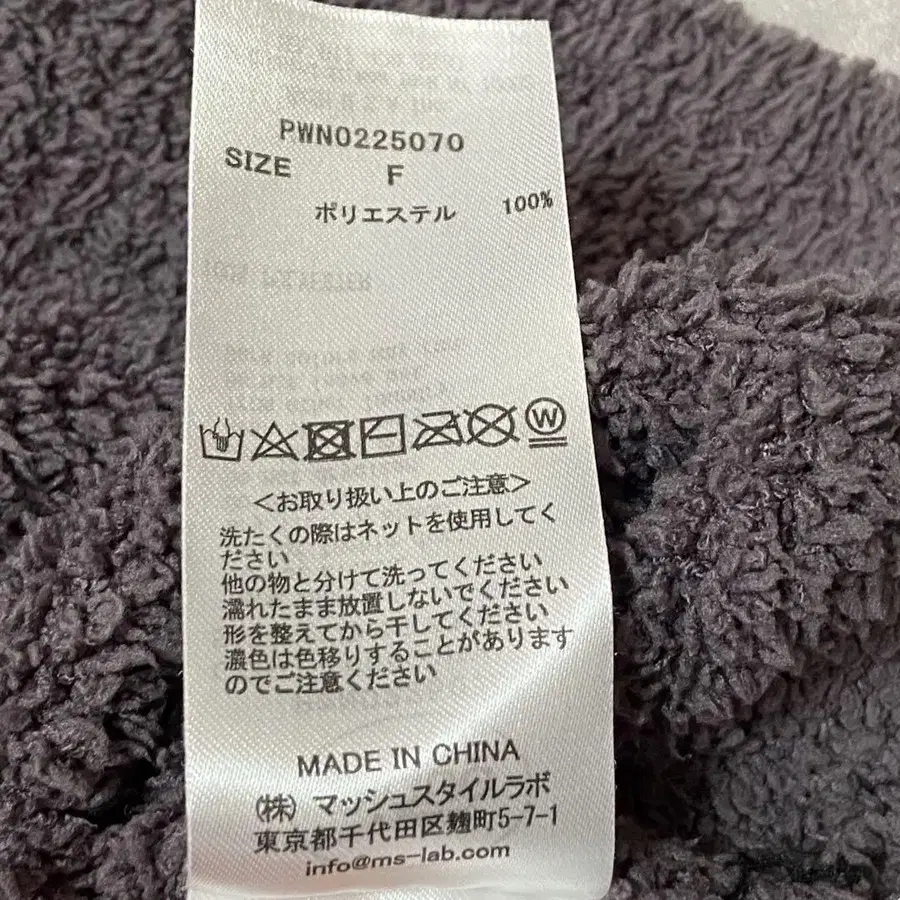 PWN0225070
SIZE F
ポリエステル 100%
W
<お取り扱い上のご注意>
洗たくの際はネットを使用してく
ださい
他の物と分けて洗ってください
濡れたまま放置しないでください
形を整えてから干してください
濃色は色移りすることがあります
のでご注意ください
MADE IN CHINA
(株) マッシュスタイルラボ
東京都千代田区麹町5-7-1
info@ms-lab.com